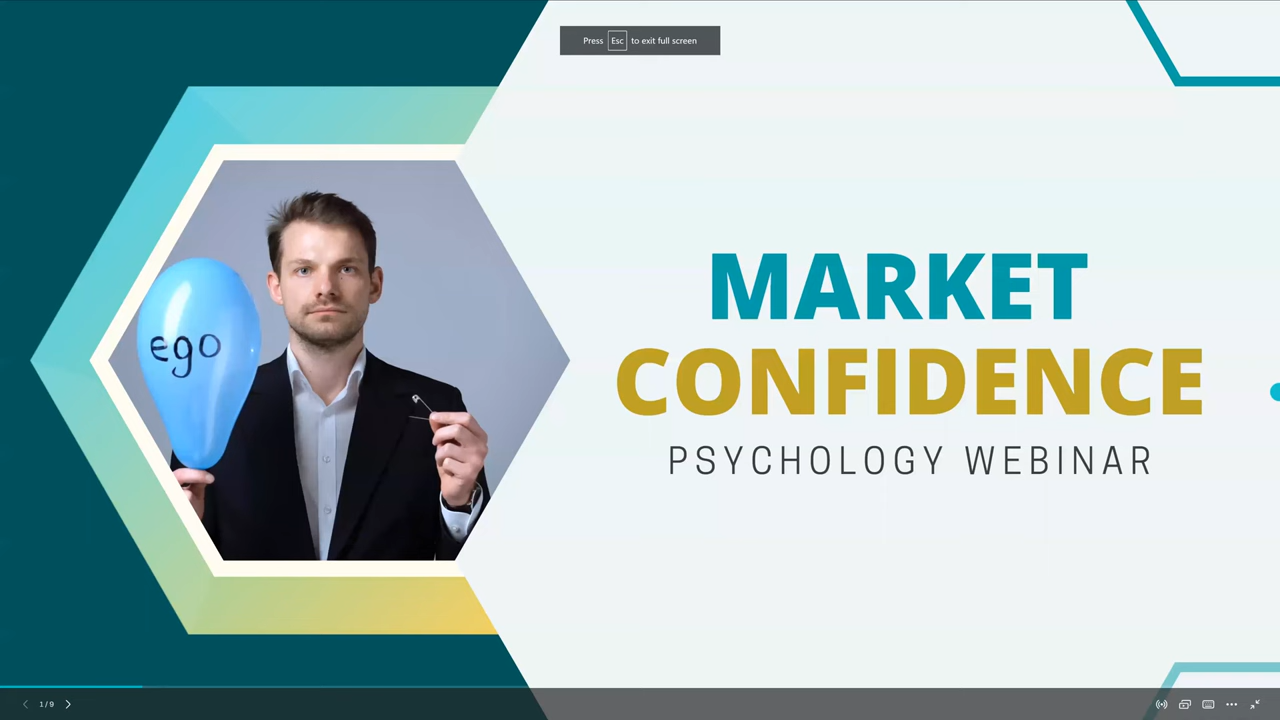 Press Esc to exit full screen
ego
MARKET
CONFIDENCE
PSYCHOLOGY WEBINAR
1/9